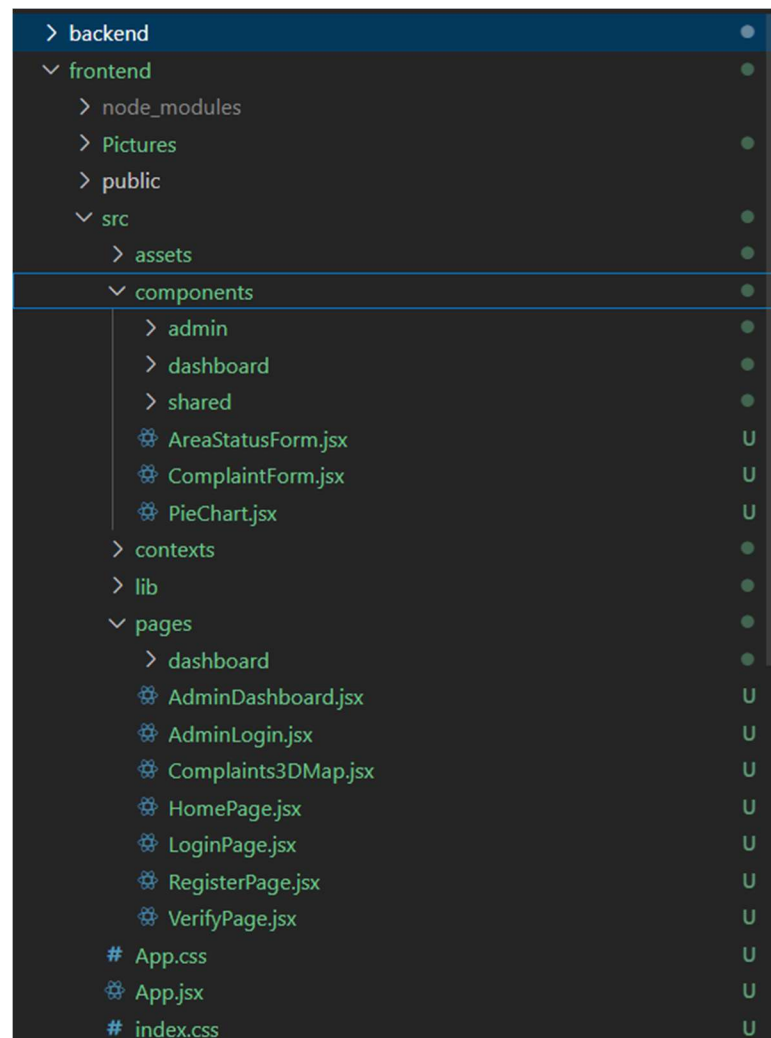 backend
frontend
node_modules
Pictures
public
src
assets
components
admin
dashboard
shared
AreaStatusForm.jsx U
ComplaintForm.jsx U
PieChart.jsx U
contexts
lib
pages
dashboard
AdminDashboard.jsx U
AdminLogin.jsx U
Complaints3DMap.jsx U
HomePage.jsx U
LoginPage.jsx U
RegisterPage.jsx U
VerifyPage.jsx U
# App.css U
App.jsx U
# index.css U